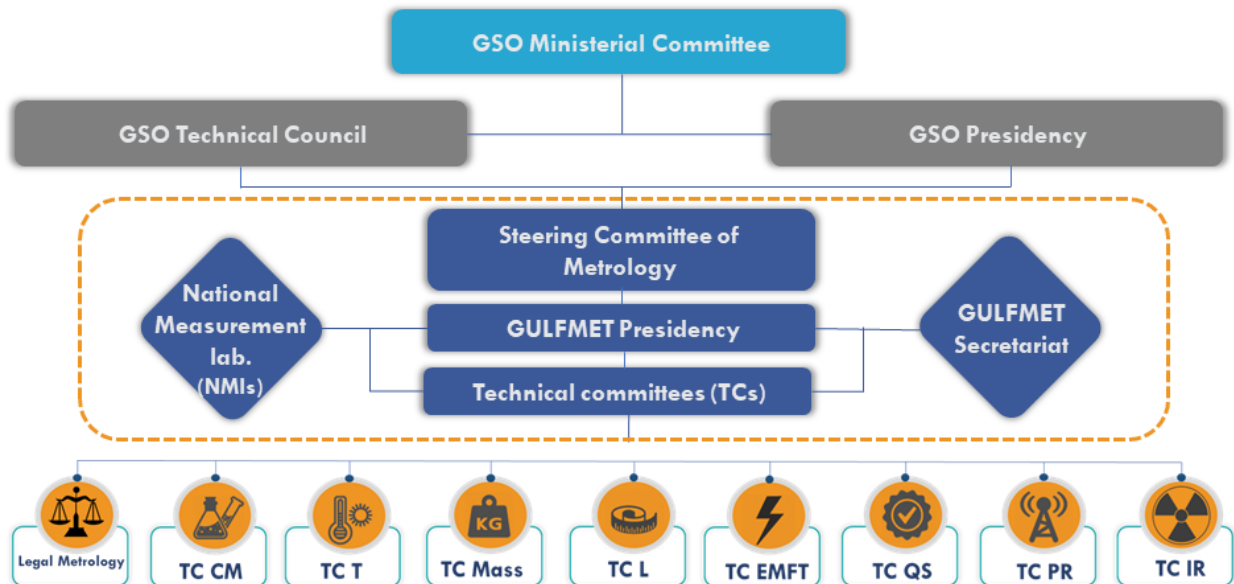 GSO Ministerial Committee
GSO Technical Council
GSO Presidency
Steering Committee of
Metrology
National
Measurement
lab.
(NMIs)
GULFMET Presidency
GULFMET
Secretariat
Technical committees (TCs)
KG
Legal Metrology
TC CM
TC T
TC Mass
TC L
TC EMFT
TC QS
TC PR
TC IR